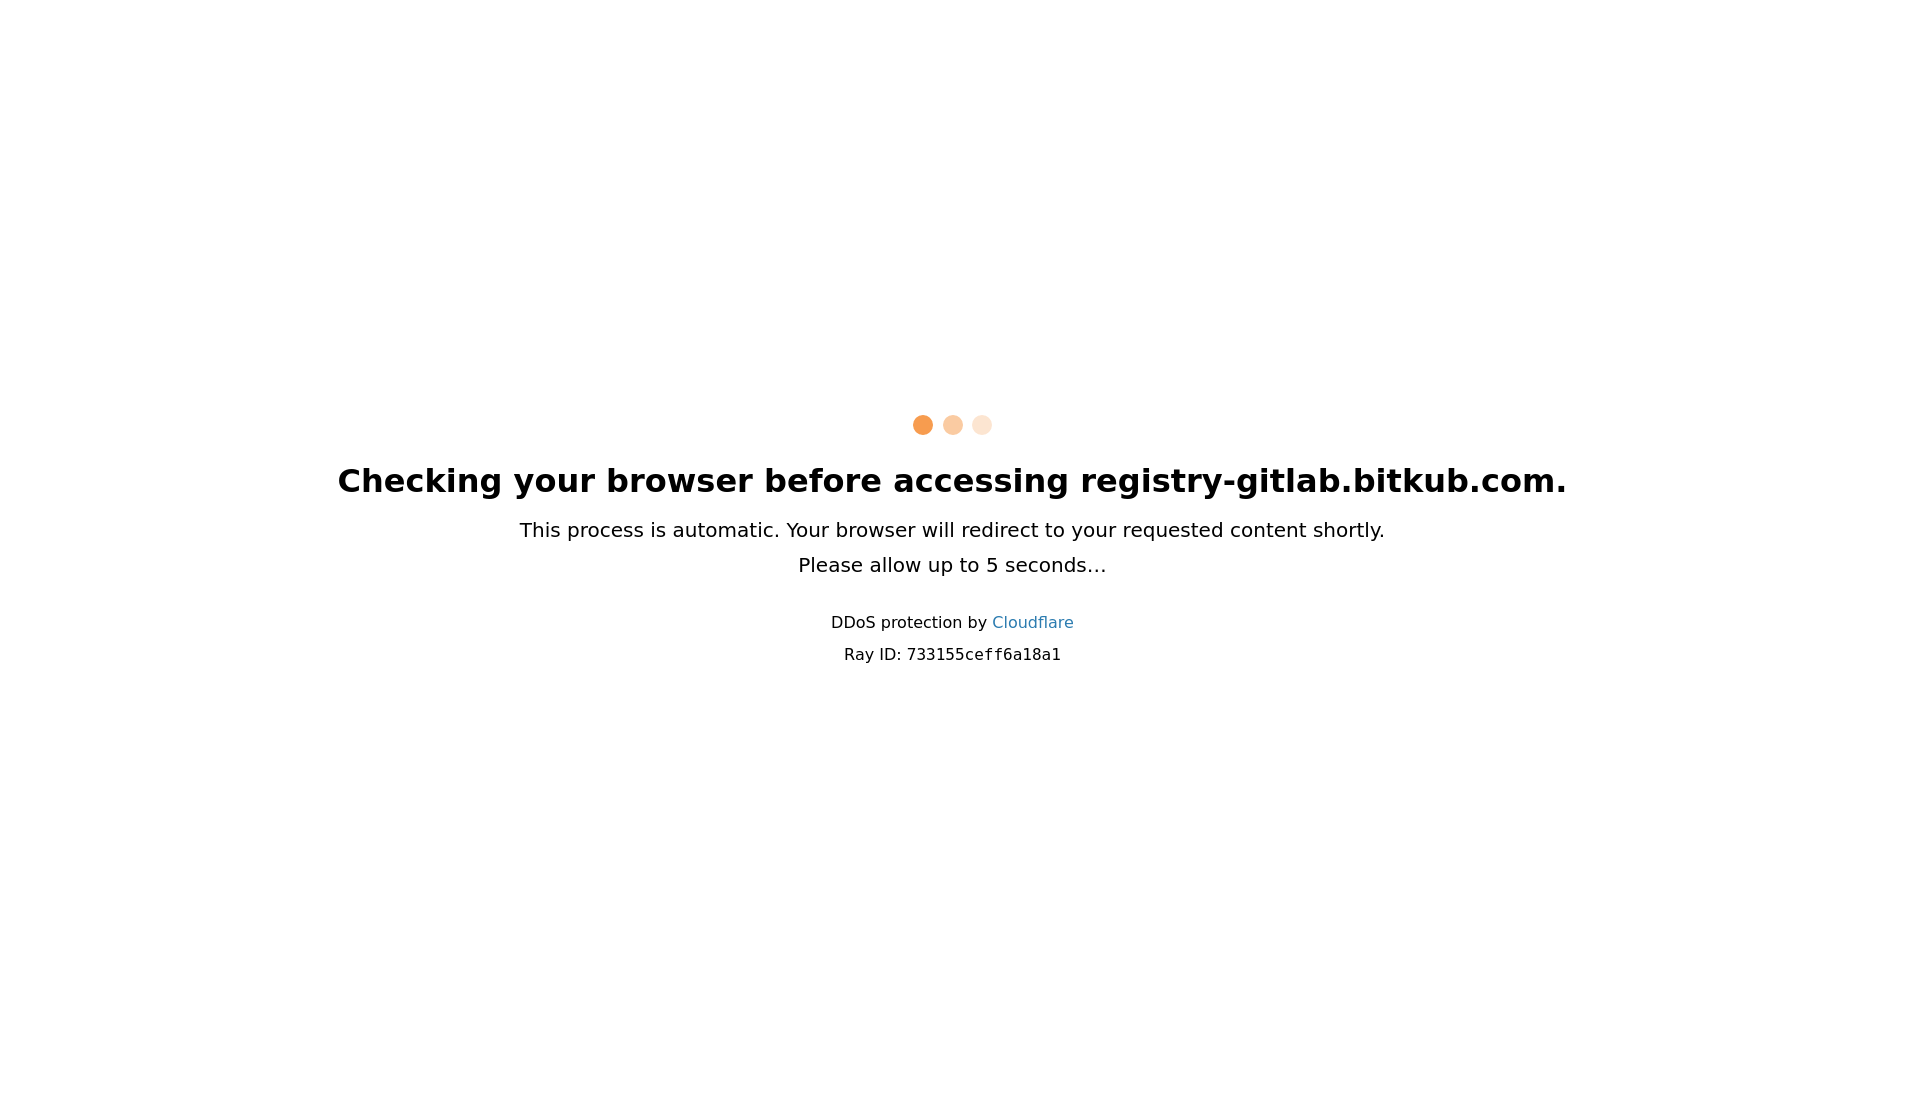 Checking your browser before accessing registry-gitlab.bitkub.com.
This process is automatic. Your browser will redirect to your requested content shortly.
Please allow up to 5 seconds…
DDoS protection by Cloudflare
Ray ID: 733155ceff6a18a1